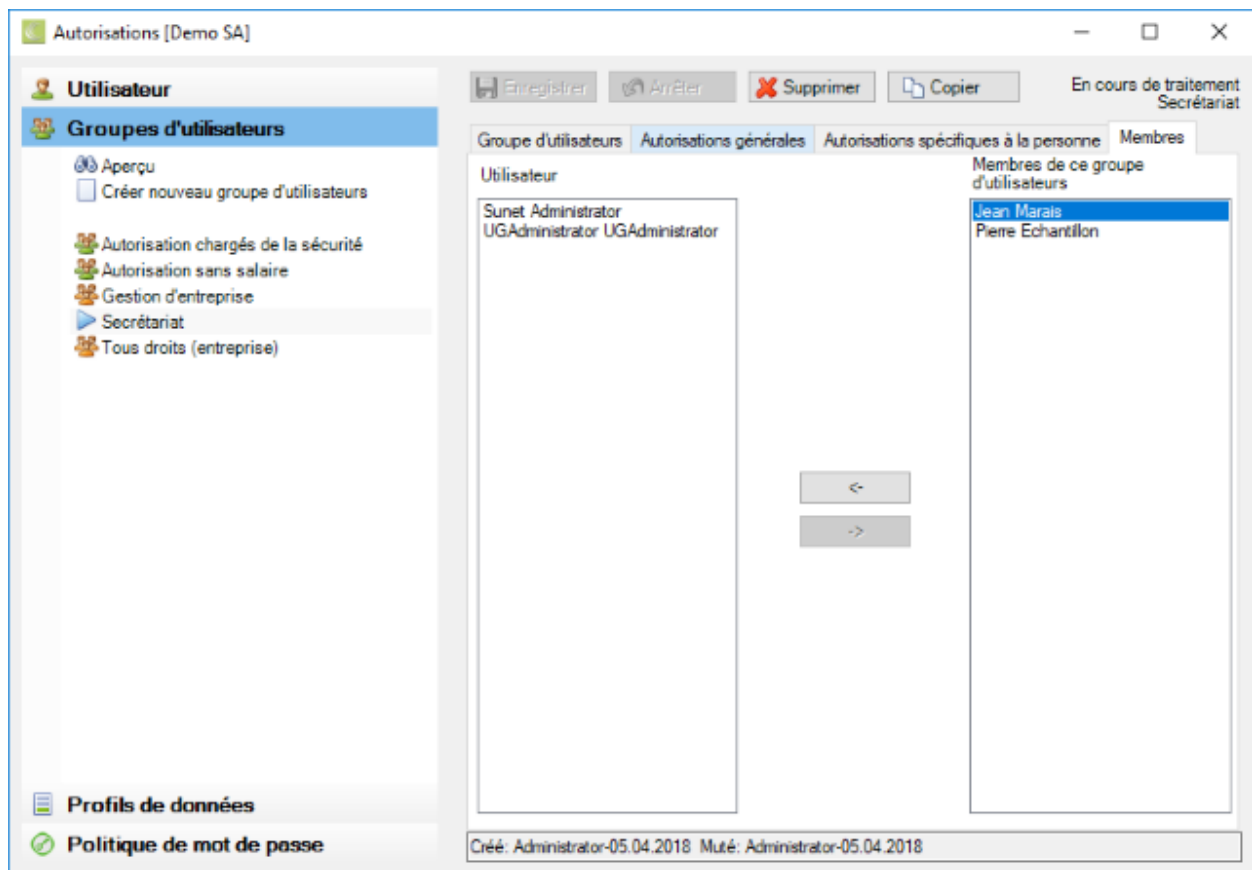 Autorisations [Demo SA]
Utilisateur
Groupes d'utilisateurs
Aperçu
Créer nouveau groupe d'utilisateurs
Autorisation chargés de la sécurité
Autorisation sans salaire
Gestion d'entreprise
Secrétariat
Tous droits (entreprise)
Profils de données
Politique de mot de passe
Enregistrer Arrêter Supprimer Copier En cours de traitement
Secrétariat
Groupe d'utilisateurs Autorisations générales Autorisations spécifiques à la personne Membres
Utilisateur
Sunet Administrator
UGAdministrator UGAdministrator
<-
->
Membres de ce groupe
d'utilisateurs
Jean Marais
Pierre Echantillon
Créé: Administrator-05.04.2018 Muté: Administrator-05.04.2018